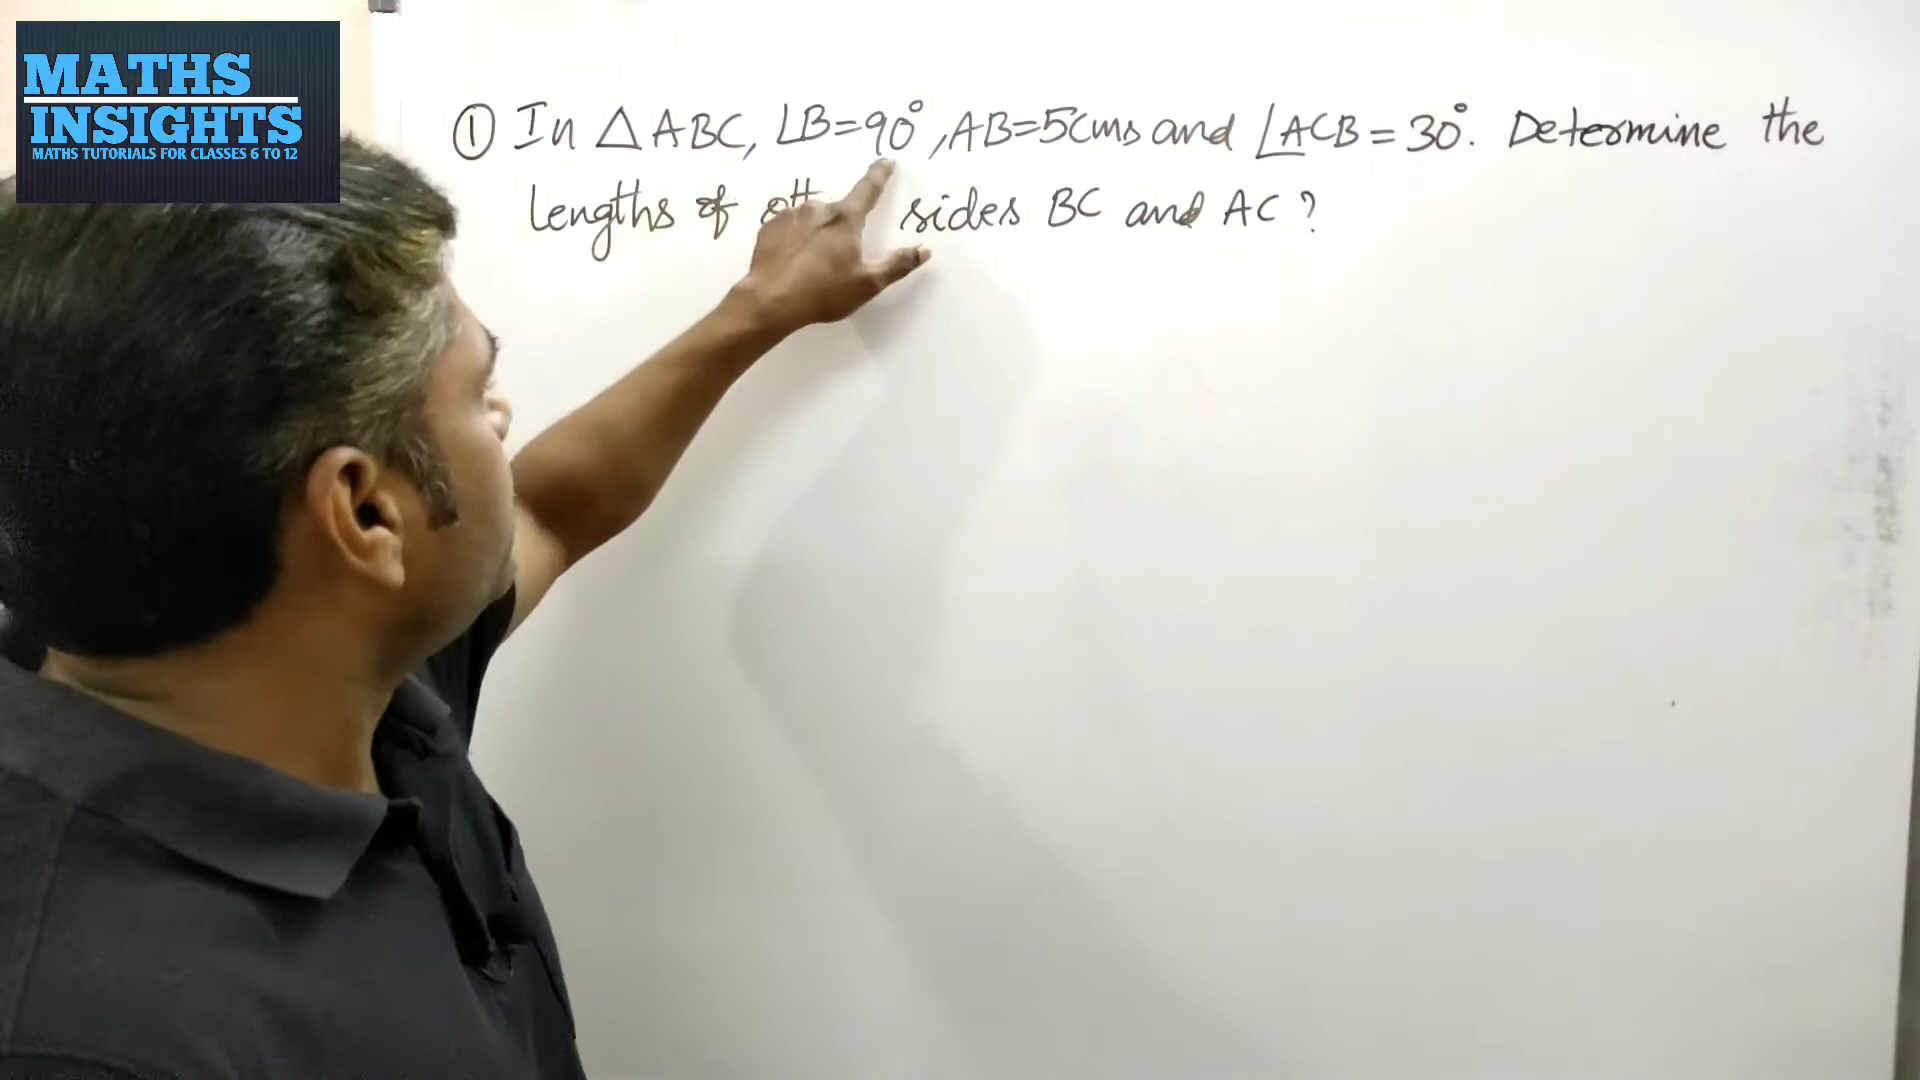 MATHS
INSIGHTS
MATHS TUTORIALS FOR CLASSES 6 TO 12
① In △ABC, ∠B=90°, AB=5cms and ∠ACB=30°. Determine the
lengths of sides BC and AC?